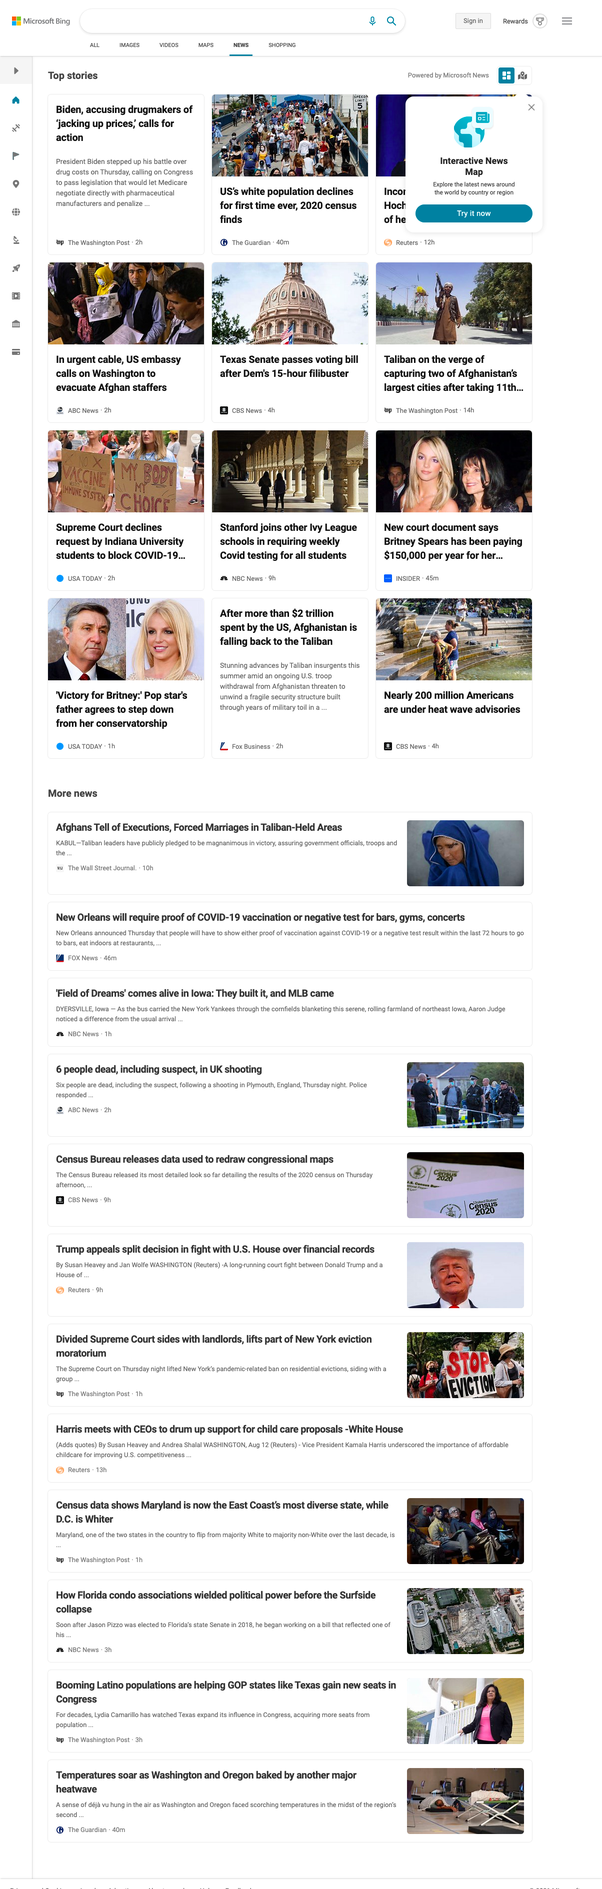 Microsoft Bing
Sign in
Rewards
ALL
IMAGES
VIDEOS
MAPS
NEWS
SHOPPING
Top stories
Powered by Microsoft News
Biden, accusing drugmakers of
'jacking up prices,' calls for
action
President Biden stepped up his battle over
drug costs on Thursday, calling on Congress
to pass legislation that would let Medicare
negotiate directly with pharmaceutical
manufacturers and penalize ...
The Washington Post · 2h
US's white population declines
for first time ever, 2020 census
finds
The Guardian · 40m
Incor
Hoch
of he
Reuters · 12h
Interactive News
Map
Explore the latest news around
the world by country or region
Try it now
In urgent cable, US embassy
calls on Washington to
evacuate Afghan staffers
ABC News · 2h
Texas Senate passes voting bill
after Dem's 15-hour filibuster
CBS News · 4h
Taliban on the verge of
capturing two of Afghanistan's
largest cities after taking 11th...
The Washington Post · 14h
VACCINE
IMMUNE SYSTEM
MY BODY
MY
CHOICE
Supreme Court declines
request by Indiana University
students to block COVID-19...
USA TODAY · 2h
Stanford joins other Ivy League
schools in requiring weekly
Covid testing for all students
NBC News · 9h
New court document says
Britney Spears has been paying
$150,000 per year for her...
INSIDER · 45m
'Victory for Britney:' Pop star's
father agrees to step down
from her conservatorship
USA TODAY · 1h
After more than $2 trillion
spent by the US, Afghanistan is
falling back to the Taliban
Stunning advances by Taliban insurgents this
summer amid an ongoing U.S. troop
withdrawal from Afghanistan threaten to
unwind a fragile security structure built
through years of military toil in a ...
Fox Business · 2h
Nearly 200 million Americans
are under heat wave advisories
CBS News · 4h
More news
Afghans Tell of Executions, Forced Marriages in Taliban-Held Areas
KABUL—Taliban leaders have publicly pledged to be magnanimous in victory, assuring government officials, troops and
the ...
The Wall Street Journal. · 10h
New Orleans will require proof of COVID-19 vaccination or negative test for bars, gyms, concerts
New Orleans announced Thursday that people will have to show either proof of vaccination against COVID-19 or a negative test result within the last 72 hours to go
to bars, eat indoors at restaurants, ...
FOX News · 46m
'Field of Dreams' comes alive in Iowa: They built it, and MLB came
DYERSVILLE, Iowa — As the bus carried the New York Yankees through the cornfields blanketing this serene, rolling farmland of northeast Iowa, Aaron Judge
noticed a difference from the usual arrival ...
NBC News · 1h
6 people dead, including suspect, in UK shooting
Six people are dead, including the suspect, following a shooting in Plymouth, England, Thursday night. Police
responded ...
ABC News · 2h
Census Bureau releases data used to redraw congressional maps
The Census Bureau released its most detailed look so far detailing the results of the 2020 census on Thursday
afternoon, ...
CBS News · 9h
Census
2020
Trump appeals split decision in fight with U.S. House over financial records
By Susan Heavey and Jan Wolfe WASHINGTON (Reuters) -A long-running court fight between Donald Trump and a
House of ...
Reuters · 9h
Divided Supreme Court sides with landlords, lifts part of New York eviction
moratorium
The Supreme Court on Thursday night lifted New York's pandemic-related ban on residential evictions, siding with a
group ...
The Washington Post · 1h
STOP
EVICTION
Harris meets with CEOs to drum up support for child care proposals -White House
(Adds quotes) By Susan Heavey and Andrea Shalal WASHINGTON, Aug 12 (Reuters) - Vice President Kamala Harris underscored the importance of affordable
childcare for improving U.S. competitiveness ...
Reuters · 13h
Census data shows Maryland is now the East Coast's most diverse state, while
D.C. is Whiter
Maryland, one of the two states in the country to flip from majority White to majority non-White over the last decade, is
...
The Washington Post · 1h
How Florida condo associations wielded political power before the Surfside
collapse
Soon after Jason Pizzo was elected to Florida's state Senate in 2018, he began working on a bill that reflected one of
his ...
NBC News · 3h
Booming Latino populations are helping GOP states like Texas gain new seats in
Congress
For decades, Lydia Camarillo has watched Texas expand its influence in Congress, acquiring more seats from
population ...
The Washington Post · 3h
Temperatures soar as Washington and Oregon baked by another major
heatwave
A sense of déjà vu hung in the air as Washington and Oregon faced scorching temperatures in the midst of the region's
second ...
The Guardian · 40m